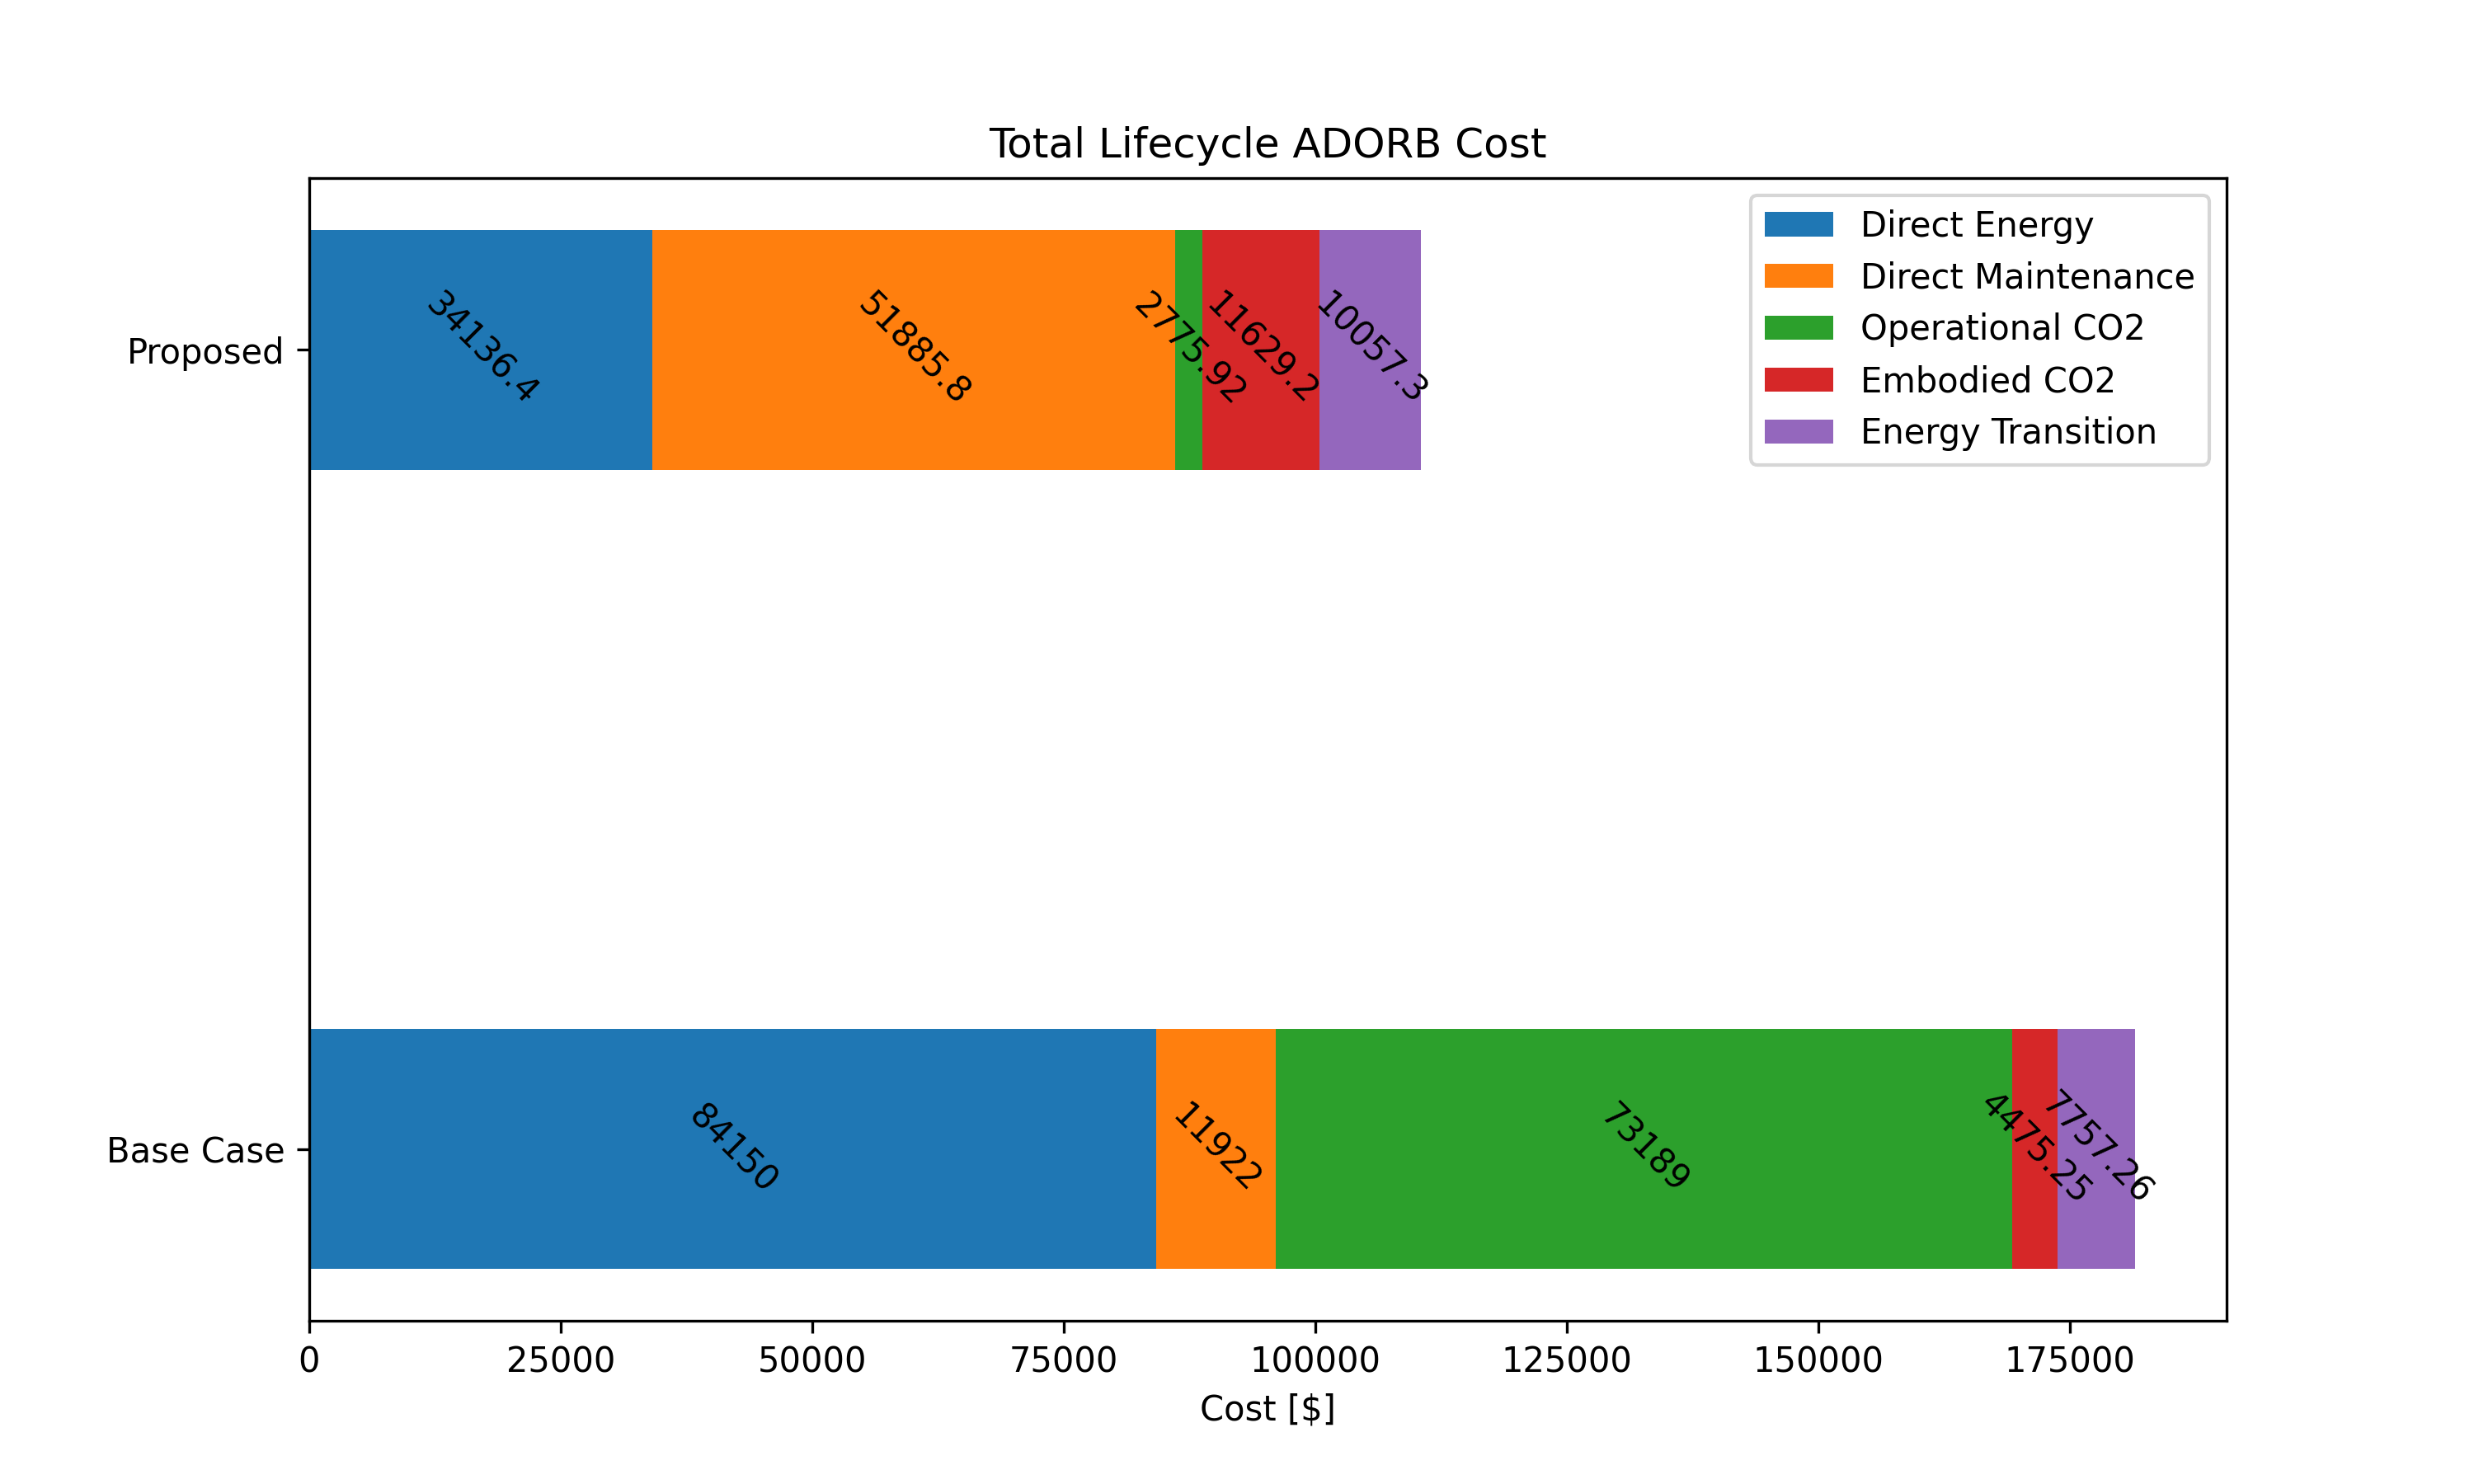 Total Lifecycle ADORB Cost
Direct Energy
Direct Maintenance
Operational CO2
Embodied CO2
Energy Transition
Proposed
34136.4
51885.8
2775.92
11629.2
10057.3
Base Case
84150
11922
73189
4475.25
7757.26
0 25000 50000 75000 100000 125000 150000 175000
Cost [$]